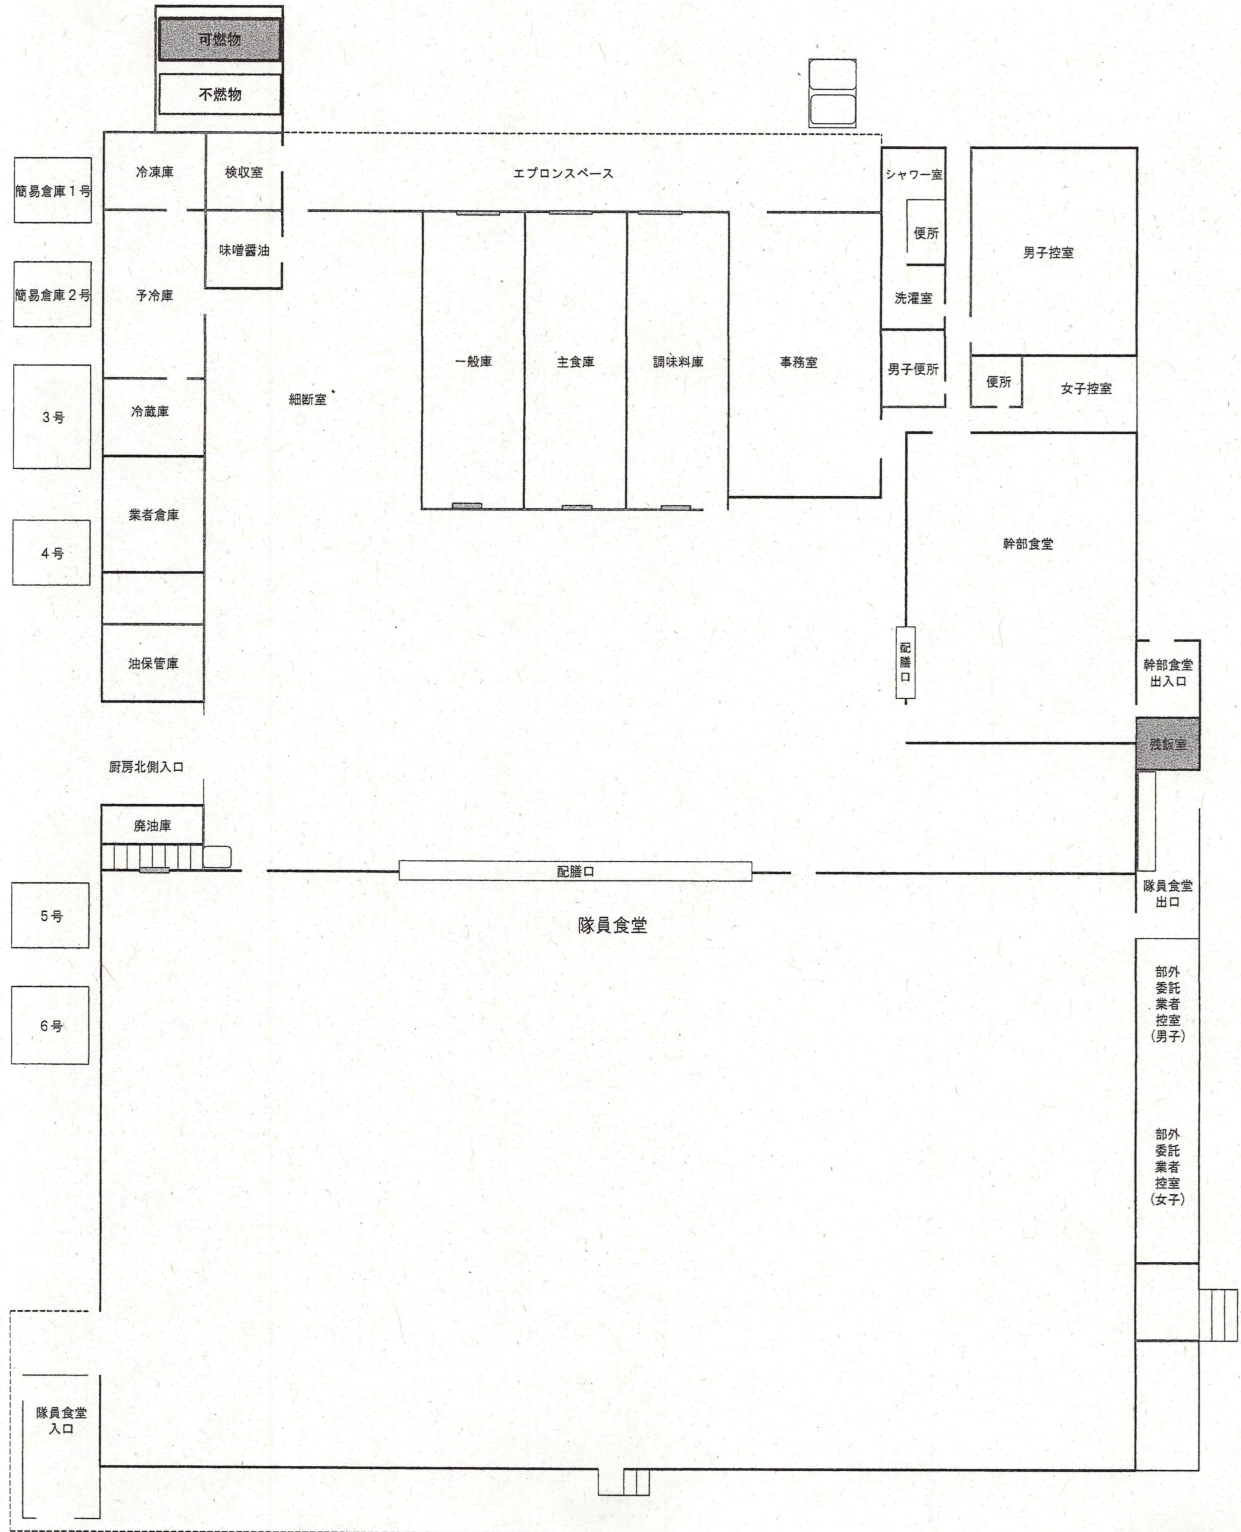 可燃物
不燃物
冷凍庫
検収室
エプロンスペース
シャワー室
簡易倉庫1号
便所
味噌醤油
男子控室
簡易倉庫2号
予冷庫
洗濯室
一般庫
主食庫
調味料庫
事務室
男子便所
便所
女子控室
細断室
冷蔵庫
3号
業者倉庫
4号
幹部食堂
油保管庫
配膳口
幹部食堂
出入口
残飯室
厨房北側入口
廃油庫
配膳口
隊員食堂
隊員食堂
出口
5号
部外
委託
業者
控室
(男子)
6号
部外
委託
業者
控室
(女子)
隊員食堂
入口